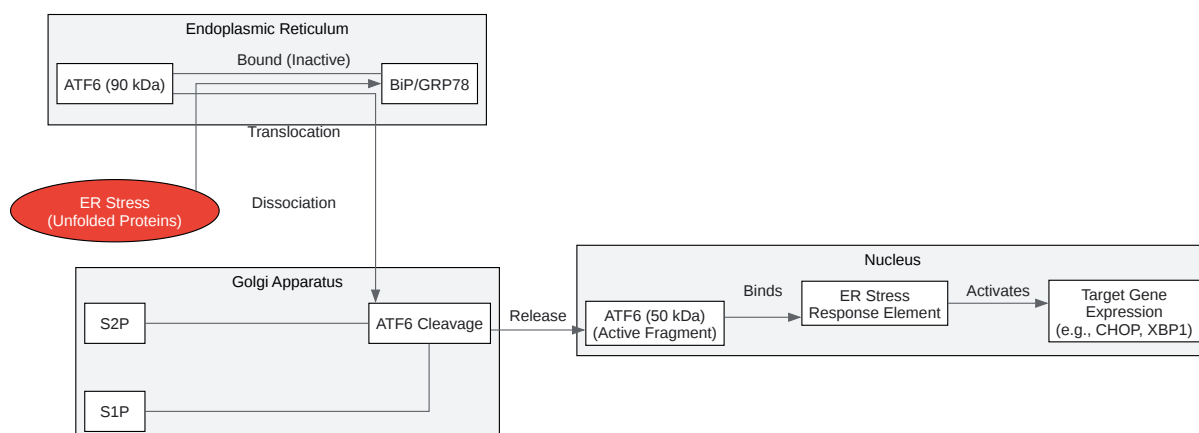 Endoplasmic Reticulum
Bound (Inactive)
ATF6 (90 kDa)
BiP/GRP78
Translocation
ER Stress
(Unfolded Proteins)
Dissociation
Golgi Apparatus
S2P
ATF6 Cleavage
S1P
Release
Nucleus
ATF6 (50 kDa)
(Active Fragment)
Binds
ER Stress
Response Element
Activates
Target Gene
Expression
(e.g., CHOP, XBP1)